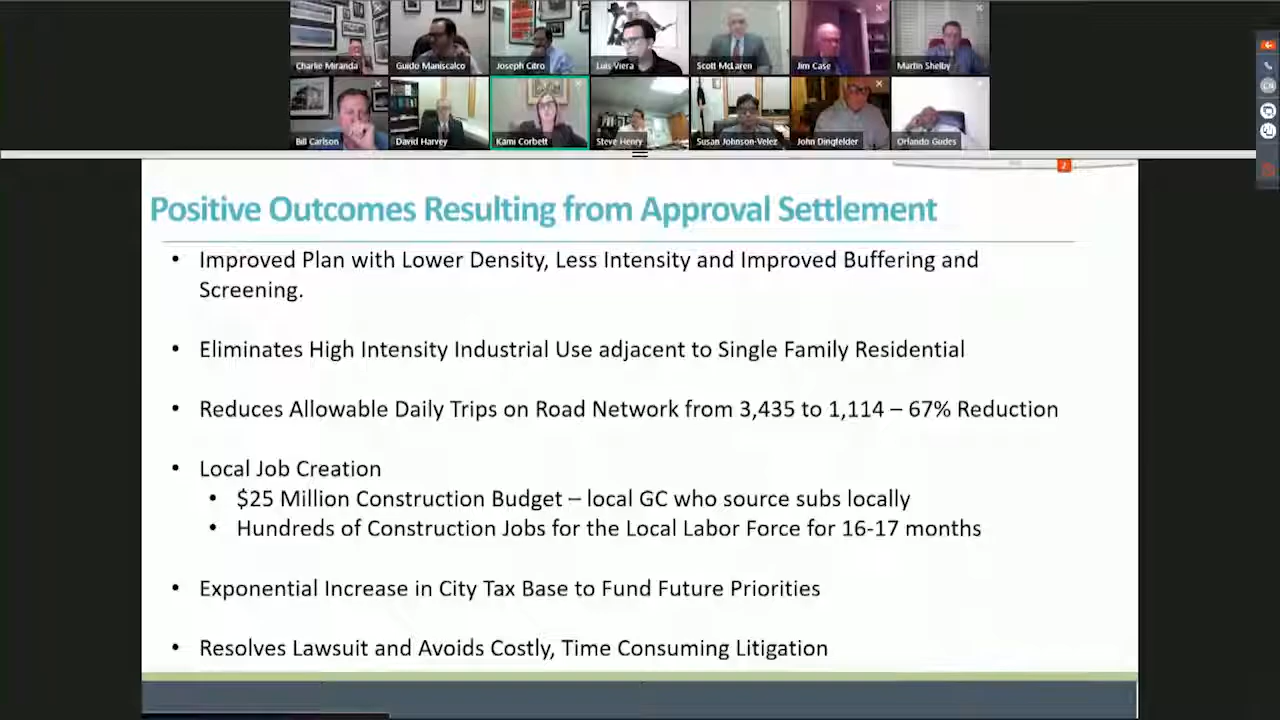 Charlie Miranda
Guido Maniscalco
Joseph Citro
Luis Viera
Scott McLaren
Jim Case
Martin Shelby
Bill Carlson
David Harvey
Kami Corbett
Steve Henry
Susan Johnson-Velez
John Dingfelder
Orlando Gudes
CN
2
Positive Outcomes Resulting from Approval Settlement
• Improved Plan with Lower Density, Less Intensity and Improved Buffering and
Screening.
• Eliminates High Intensity Industrial Use adjacent to Single Family Residential
• Reduces Allowable Daily Trips on Road Network from 3,435 to 1,114 – 67% Reduction
• Local Job Creation
• $25 Million Construction Budget – local GC who source subs locally
• Hundreds of Construction Jobs for the Local Labor Force for 16-17 months
• Exponential Increase in City Tax Base to Fund Future Priorities
• Resolves Lawsuit and Avoids Costly, Time Consuming Litigation